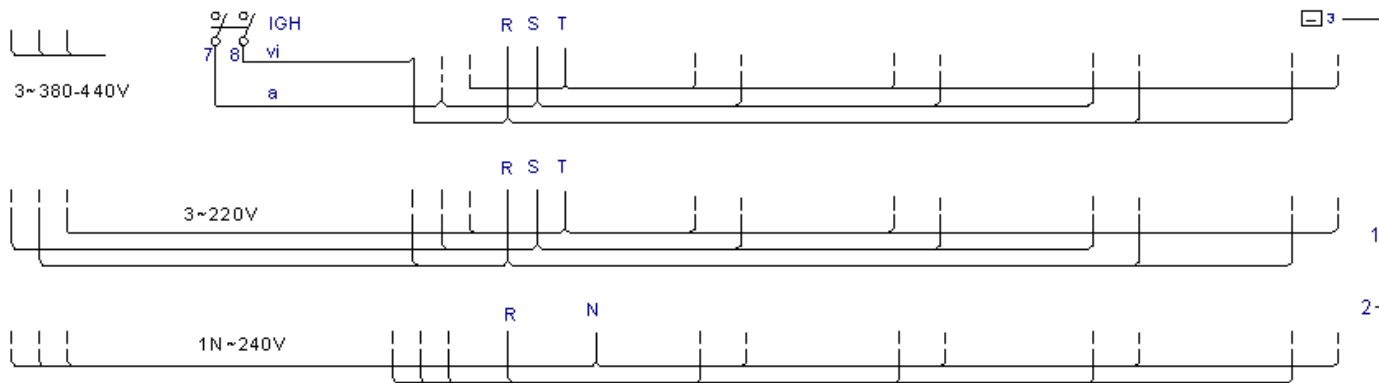 IGH
R S T
3
7 8 vi
3~380-440V
a
R S T
3~220V
1
R N
2-
1N~240V